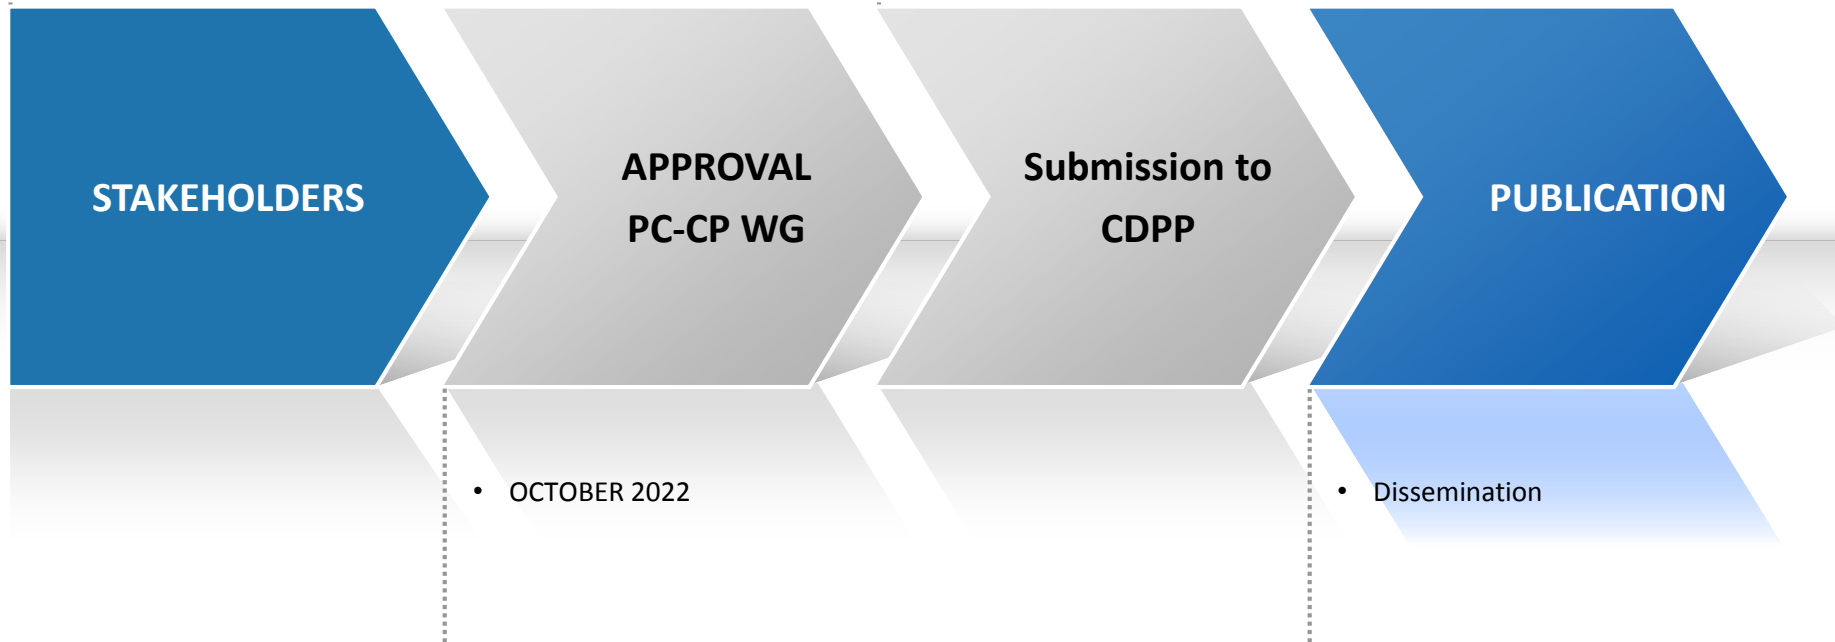 STAKEHOLDERS
APPROVAL
PC-CP WG
Submission to
CDPP
PUBLICATION
• OCTOBER 2022
• Dissemination